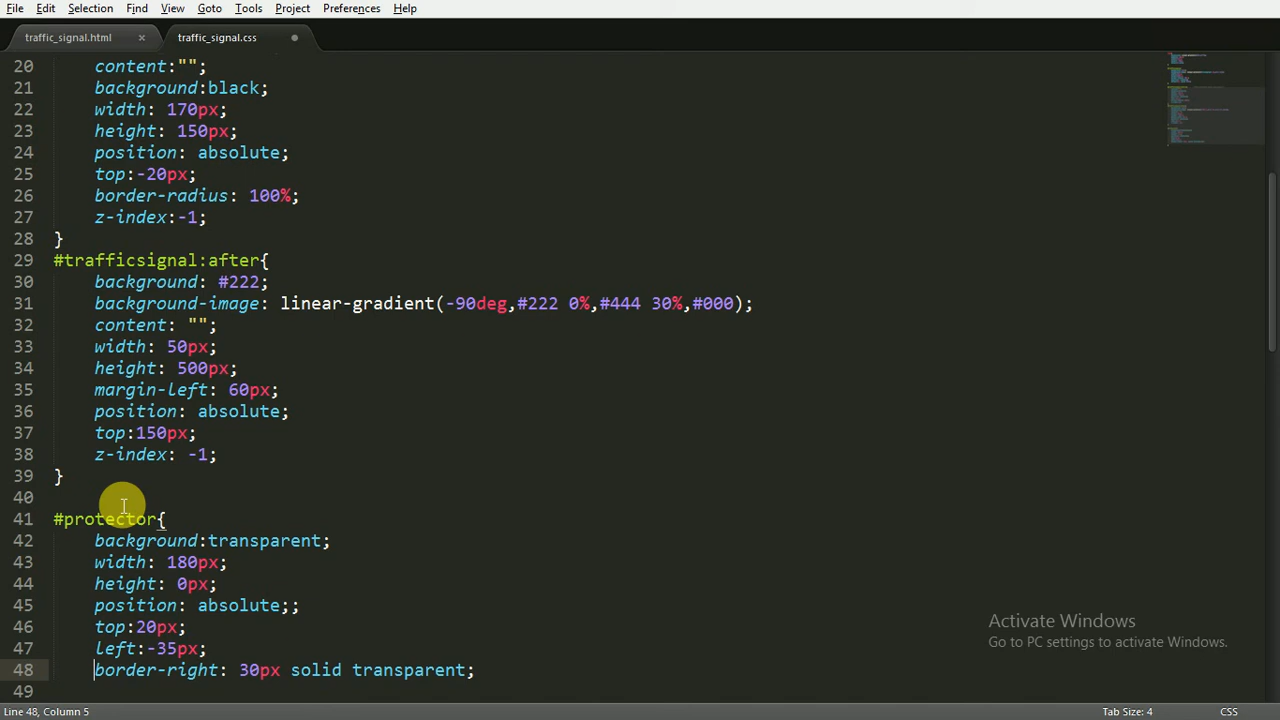 File Edit Selection Find View Goto Tools Project Preferences Help
traffic_signal.html × traffic_signal.css
20 content:"";
21 background:black;
22 width: 170px;
23 height: 150px;
24 position: absolute;
25 top:-20px;
26 border-radius: 100%;
27 z-index:-1;
28 }
29 #trafficsignal:after{
30 background: #222;
31 background-image: linear-gradient(-90deg,#222 0%,#444 30%,#000);
32 content: "";
33 width: 50px;
34 height: 500px;
35 margin-left: 60px;
36 position: absolute;
37 top:150px;
38 z-index: -1;
39 }
40
41 #protector{
42 background:transparent;
43 width: 180px;
44 height: 0px;
45 position: absolute;;
46 top:20px;
47 left:-35px;
48 border-right: 30px solid transparent;
49
Activate Windows
Go to PC settings to activate Windows.
Line 48, Column 5 Tab Size: 4 CSS